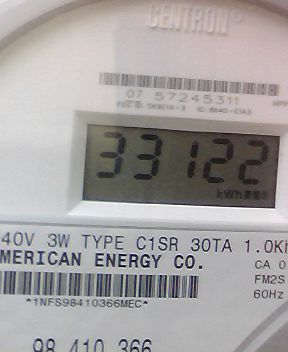 CENTRON®
07 57245311
33122
kWh
40V 3W TYPE C1SR 30TA 1.0Kh
MERICAN ENERGY CO.
CA 0
FM2S
*1NFS98410366MEC*
60Hz
98 410 366